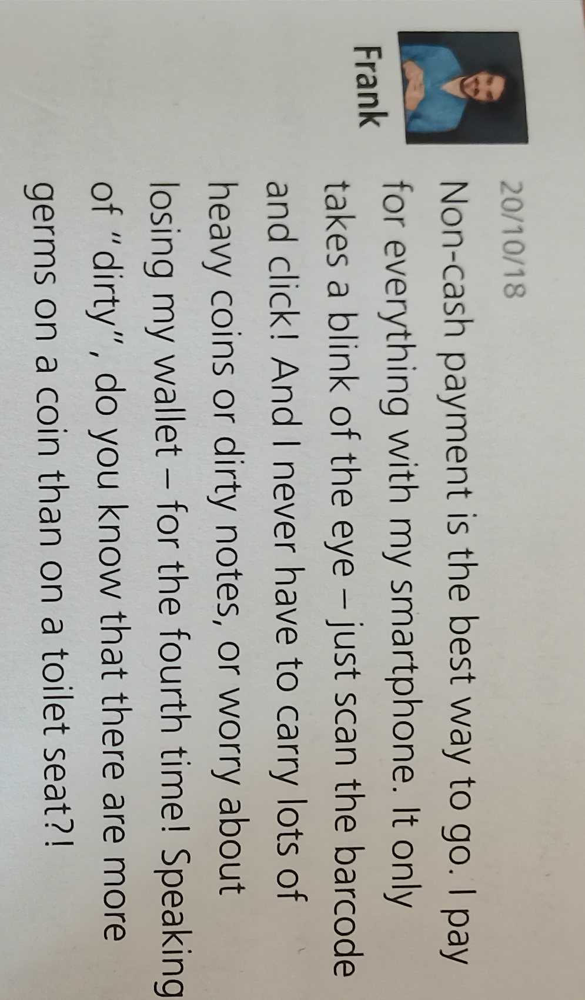 Frank
20/10/18
Non-cash payment is the best way to go. I pay
for everything with my smartphone. It only
takes a blink of the eye – just scan the barcode
and click! And I never have to carry lots of
heavy coins or dirty notes, or worry about
losing my wallet – for the fourth time! Speaking
of "dirty", do you know that there are more
germs on a coin than on a toilet seat?!